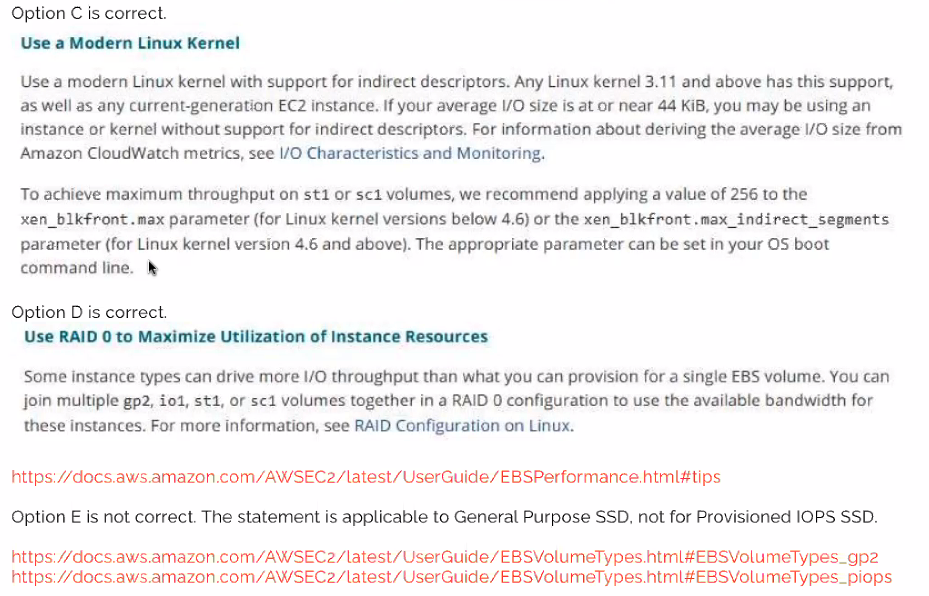 Option C is correct.
Use a Modern Linux Kernel
Use a modern Linux kernel with support for indirect descriptors. Any Linux kernel 3.11 and above has this support,
as well as any current-generation EC2 instance. If your average I/O size is at or near 44 KiB, you may be using an
instance or kernel without support for indirect descriptors. For information about deriving the average I/O size from
Amazon CloudWatch metrics, see I/O Characteristics and Monitoring.
To achieve maximum throughput on st1 or sc1 volumes, we recommend applying a value of 256 to the
xen_blkfront.max parameter (for Linux kernel versions below 4.6) or the xen_blkfront.max_indirect_segments
parameter (for Linux kernel version 4.6 and above). The appropriate parameter can be set in your OS boot
command line.
Option D is correct.
Use RAID 0 to Maximize Utilization of Instance Resources
Some instance types can drive more I/O throughput than what you can provision for a single EBS volume. You can
join multiple gp2, io1, st1, or sc1 volumes together in a RAID 0 configuration to use the available bandwidth for
these instances. For more information, see RAID Configuration on Linux.
https://docs.aws.amazon.com/AWSEC2/latest/UserGuide/EBSPerformance.html#tips
Option E is not correct. The statement is applicable to General Purpose SSD, not for Provisioned IOPS SSD.
https://docs.aws.amazon.com/AWSEC2/latest/UserGuide/EBSVolumeTypes.html#EBSVolumeTypes_gp2
https://docs.aws.amazon.com/AWSEC2/latest/UserGuide/EBSVolumeTypes.html#EBSVolumeTypes_piops